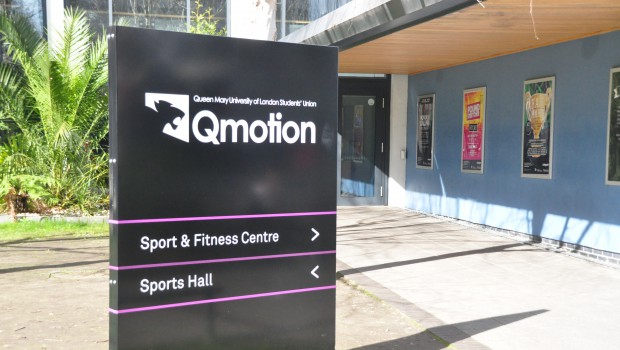 Queen Mary University of London Students' Union
Qmotion
Sport & Fitness Centre >
Sports Hall <